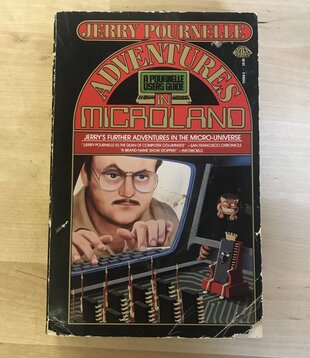 JERRY POURNELLE
ADVENTURES
A POURNELLE
USERS GUIDE
IN
MICROLAND
JERRY'S FURTHER ADVENTURES IN THE MICRO-UNIVERSE
"JERRY POURNELLE IS THE DEAN OF COMPUTER COLUMNISTS" —SAN FRANCISCO CHRONICLE
"A BRAND-NAME SHOW STOPPER" —INFOWORLD